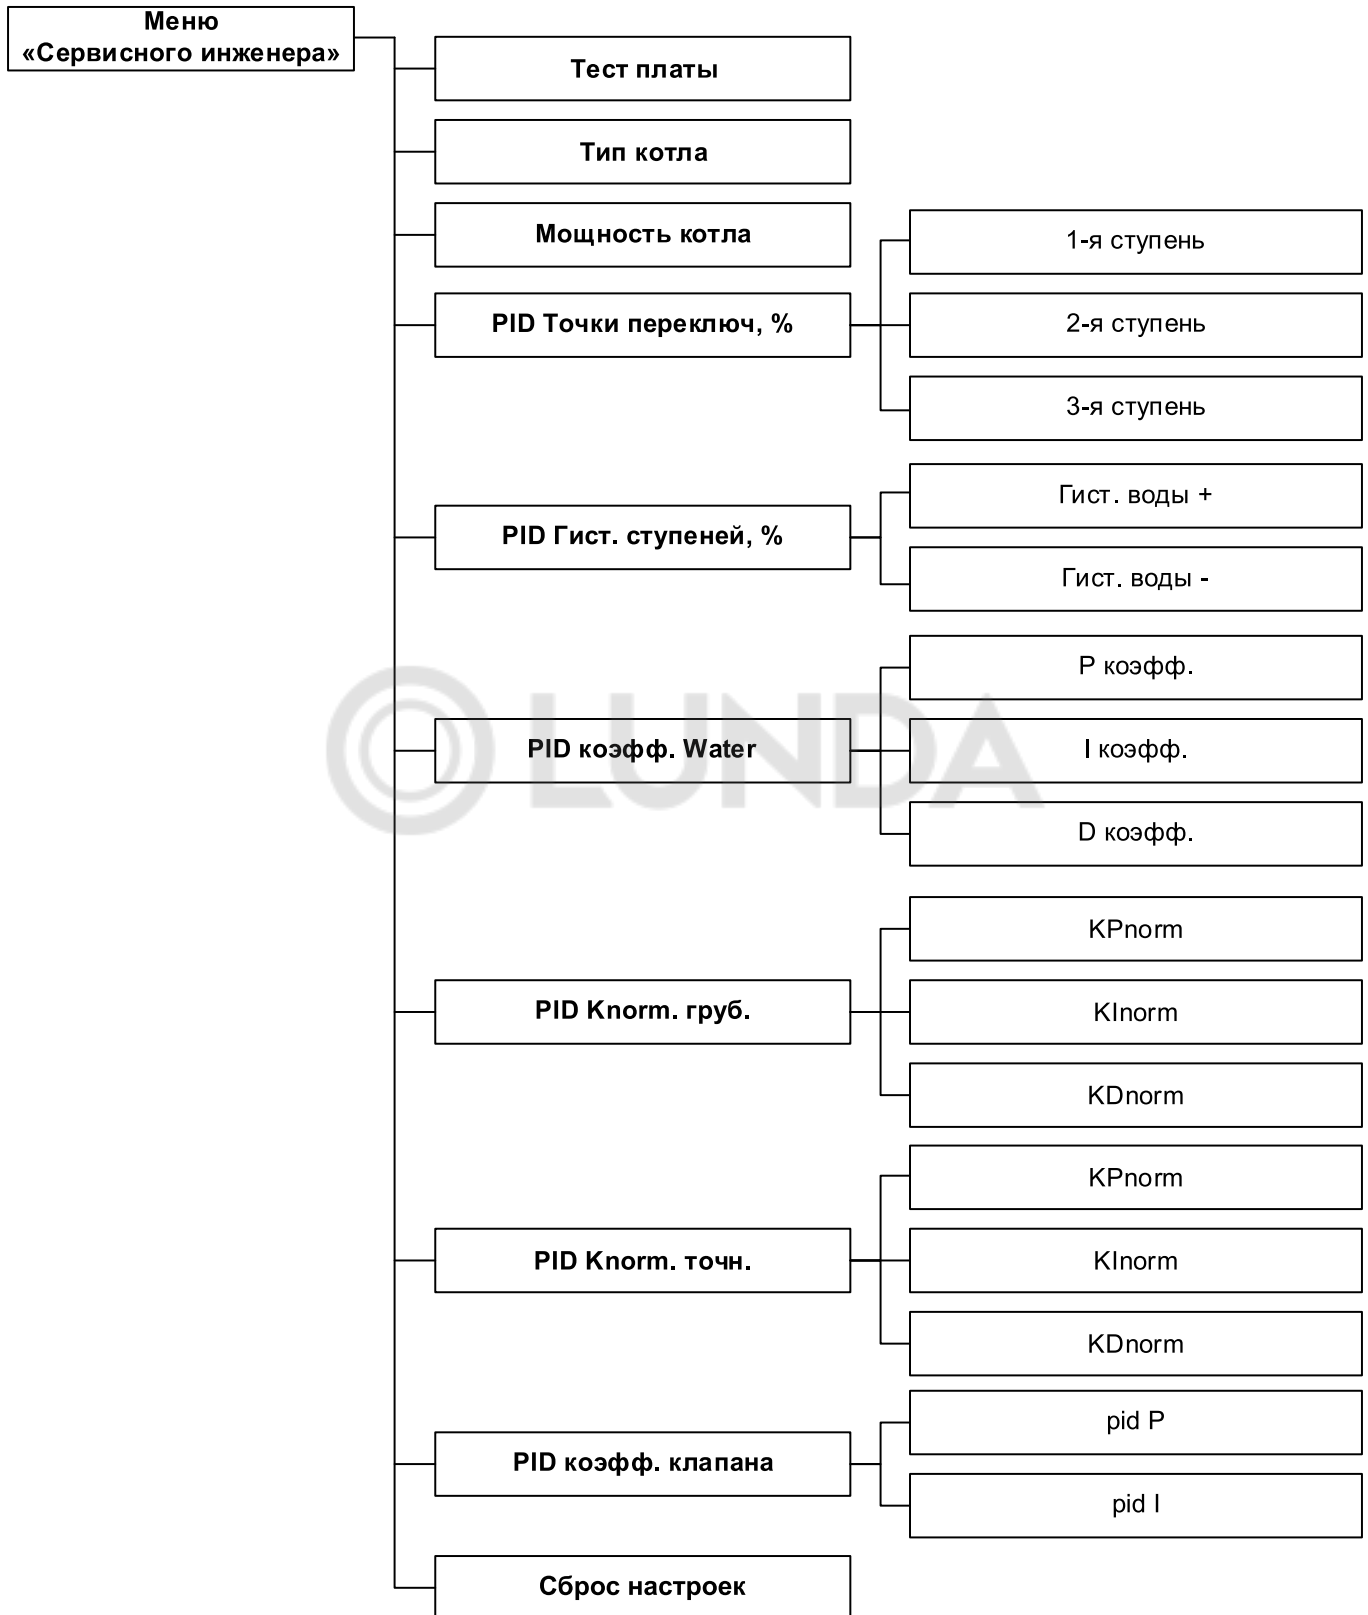 Меню
«Сервисного инженера»
Тест платы
Тип котла
Мощность котла
PID Точки переключ, %
1-я ступень
2-я ступень
3-я ступень
PID Гист. ступеней, %
Гист. воды +
Гист. воды -
PID коэфф. Water
P коэфф.
I коэфф.
D коэфф.
LUNDA
PID Knorm. груб.
KPnorm
KInorm
KDnorm
PID Knorm. точн.
KPnorm
KInorm
KDnorm
PID коэфф. клапана
pid P
pid I
Сброс настроек